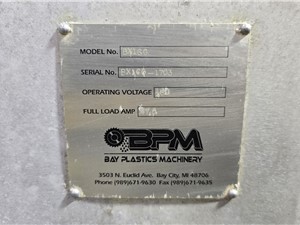 MODEL No.
SERIAL No.
OPERATING VOLTAGE
FULL LOAD AMP
BPM
BAY PLASTICS MACHINERY
3503 N. Euclid Ave. Bay City, MI 48706
Phone (989)671-9630 Fax (989)671-9635